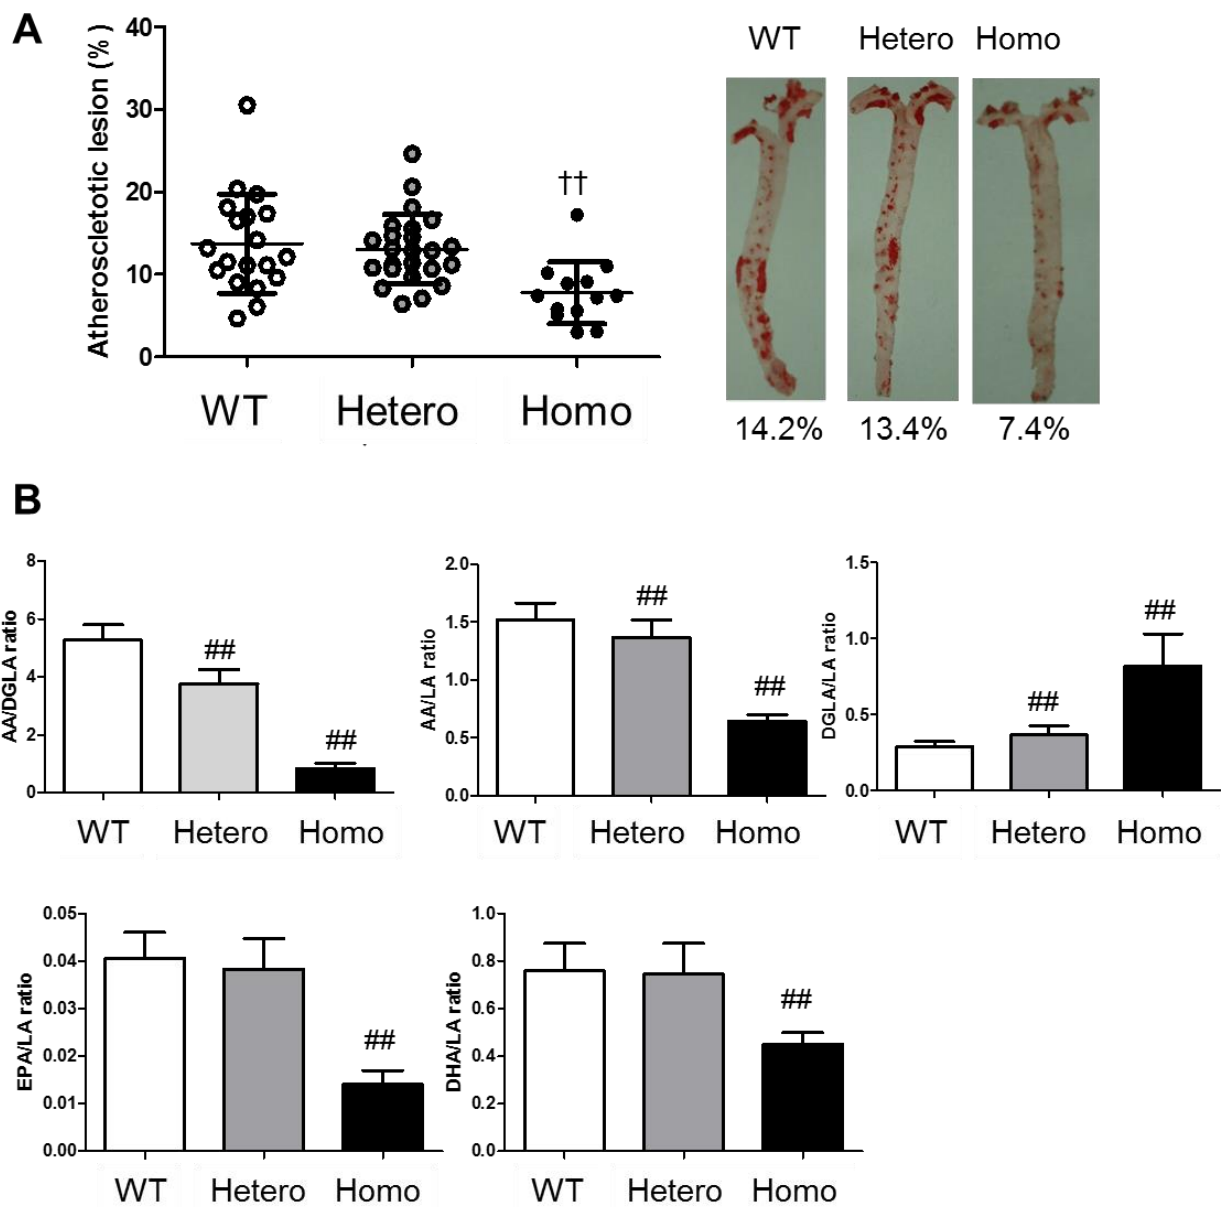 A
Atheroscletotic lesion (%)
40
30
20
10
0
††
WT
Hetero
Homo
WT Hetero Homo
14.2% 13.4% 7.4%
B
AA/DGLA ratio
8
6
4
2
0
##
##
WT Hetero Homo
AA/LA ratio
2.0
1.5
1.0
0.5
0.0
##
##
WT Hetero Homo
DGLA/LA ratio
1.5
1.0
0.5
0.0
##
##
WT Hetero Homo
EPA/LA ratio
0.05
0.04
0.03
0.02
0.01
0.00
##
WT Hetero Homo
DHA/LA ratio
1.0
0.8
0.6
0.4
0.2
0.0
##
WT Hetero Homo